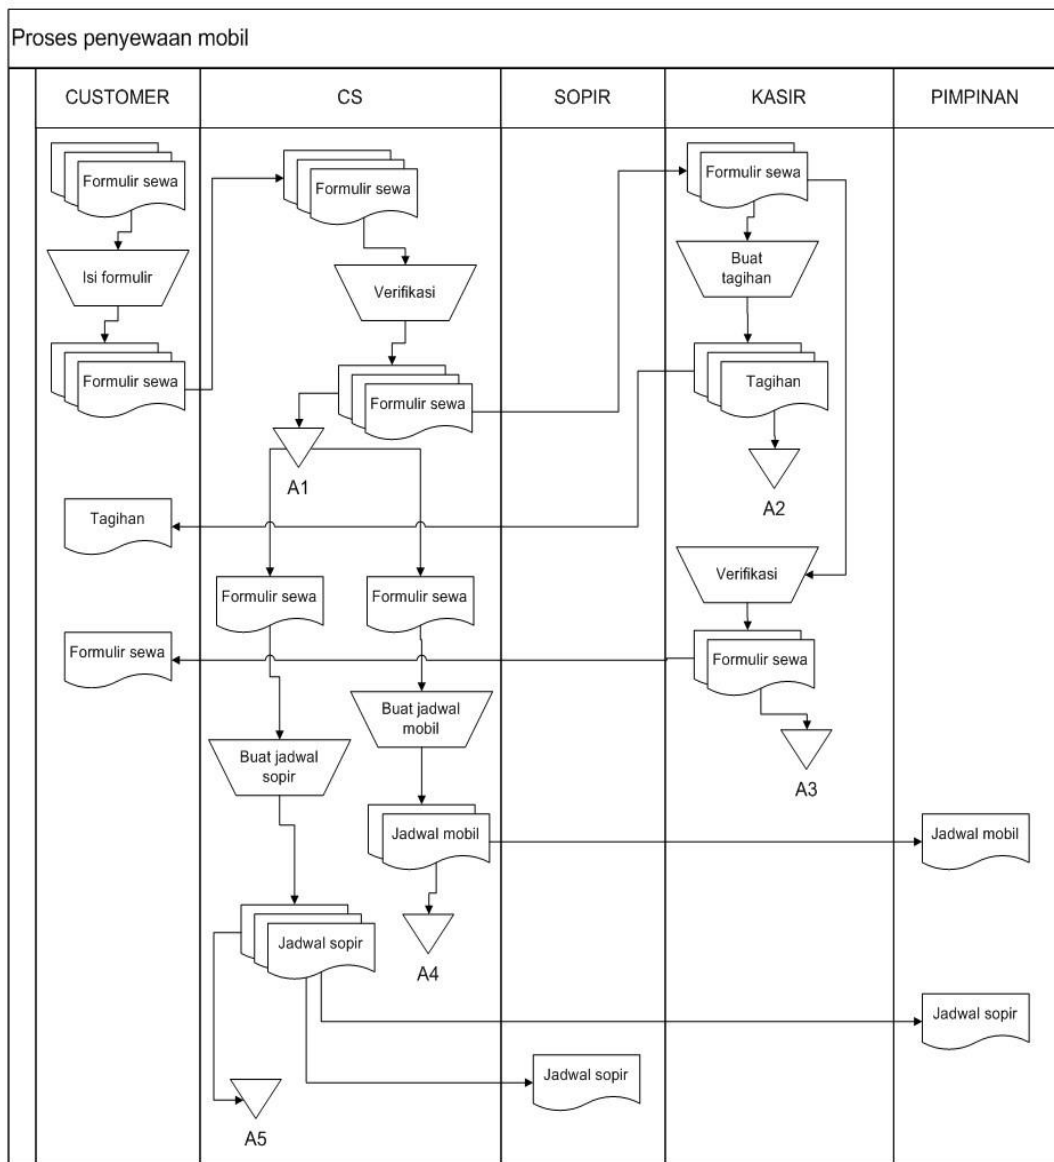 Proses penyewaan mobil
CUSTOMER
CS
SOPIR
KASIR
PIMPINAN
Formulir sewa
Formulir sewa
Formulir sewa
Isi formulir
Verifikasi
Buat
tagihan
Formulir sewa
Formulir sewa
Tagihan
A1
A2
Tagihan
Verifikasi
Formulir sewa
Formulir sewa
Formulir sewa
Formulir sewa
Buat jadwal
mobil
Buat jadwal
sopir
A3
Jadwal mobil
Jadwal mobil
Jadwal sopir
A4
Jadwal sopir
Jadwal sopir
A5